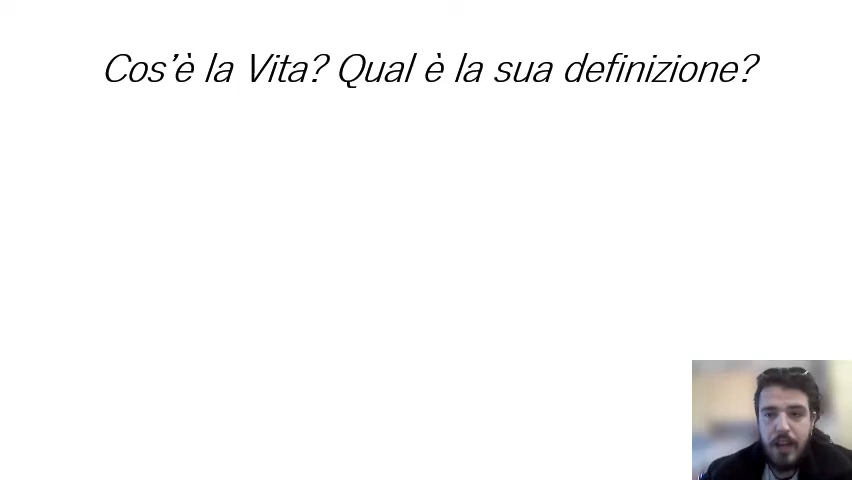 Cos’è la Vita? Qual è la sua definizione?